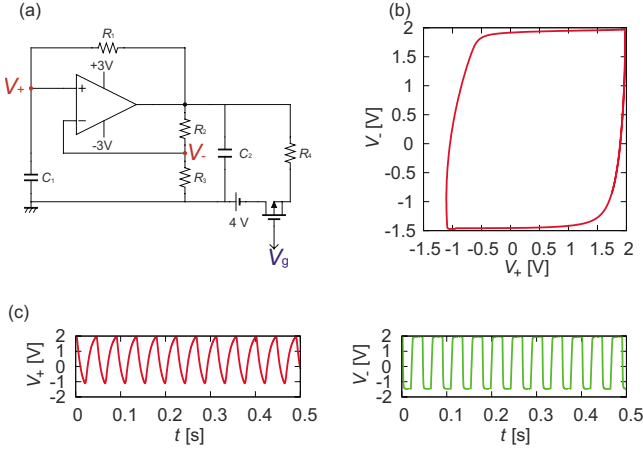 (a)
R₁
V₊
+3V
+
−
-3V
R₂
V₋
R₃
C₁
C₂
R₄
4 V
Vg
(b)
V₋ [V]
2
1.5
1
0.5
0
-0.5
-1
-1.5
-1.5 -1 -0.5 0 0.5 1 1.5 2
V₊ [V]
(c)
V₊ [V]
2
1
0
-1
-2
0 0.1 0.2 0.3 0.4 0.5
t [s]
V₋ [V]
2
1
0
-1
-2
0 0.1 0.2 0.3 0.4 0.5
t [s]